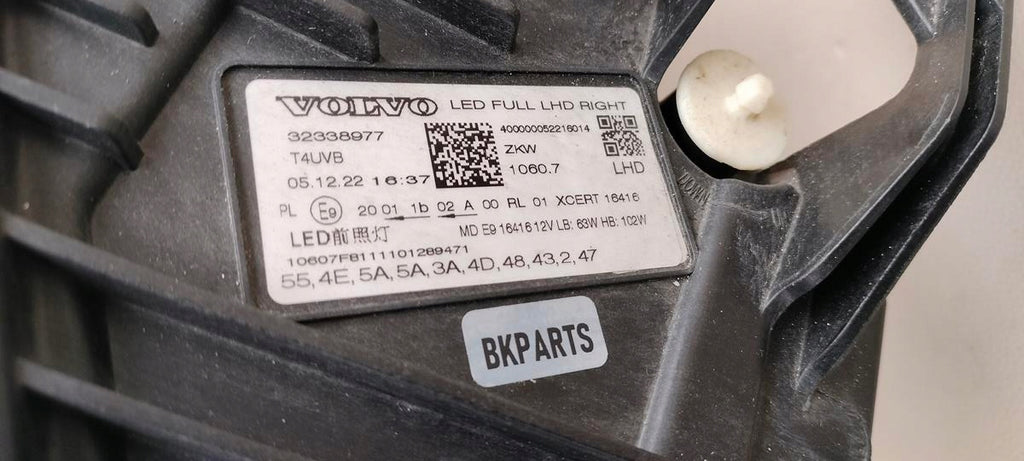 VOLVO LED FULL LHD RIGHT
32338977
400000052216014
T4UVB
ZKW
05.12.22 16:37
1060.7
LHD
PL E9 20 01 1b 02 A 00 RL 01 XCERT 16416
LED前照灯
MD E9 16416 12V LB: 63W HB: 102W
10607F8111101289471
55,4E,5A,5A,3A,4D,48,43,2,47
BKPARTS